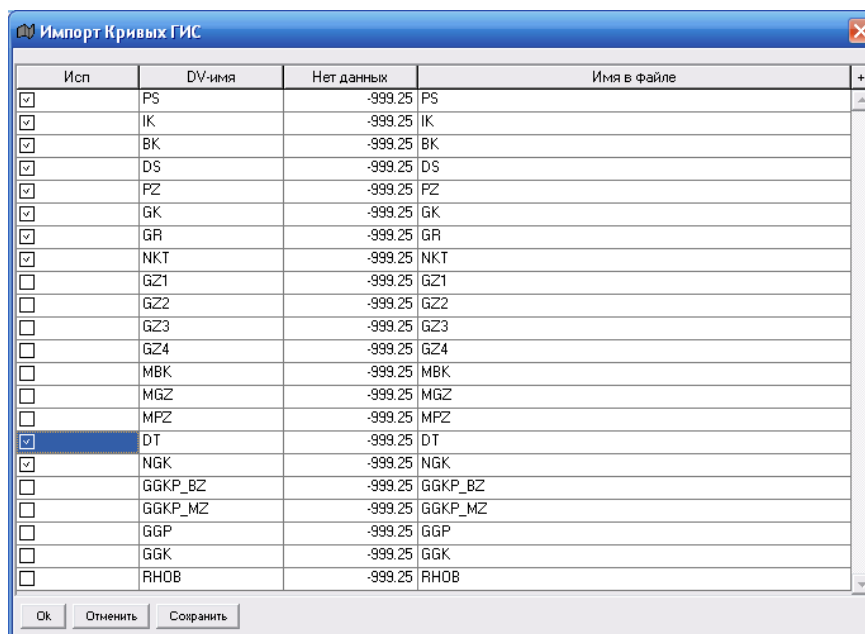 Импорт Кривых ГИС
Исп DV-имя Нет данных Имя в файле +
PS -999.25 PS
IK -999.25 IK
BK -999.25 BK
DS -999.25 DS
PZ -999.25 PZ
GK -999.25 GK
GR -999.25 GR
NKT -999.25 NKT
GZ1 -999.25 GZ1
GZ2 -999.25 GZ2
GZ3 -999.25 GZ3
GZ4 -999.25 GZ4
MBK -999.25 MBK
MGZ -999.25 MGZ
MPZ -999.25 MPZ
DT -999.25 DT
NGK -999.25 NGK
GGKP_BZ -999.25 GGKP_BZ
GGKP_MZ -999.25 GGKP_MZ
GGP -999.25 GGP
GGK -999.25 GGK
RHOB -999.25 RHOB
Ok Отменить Сохранить